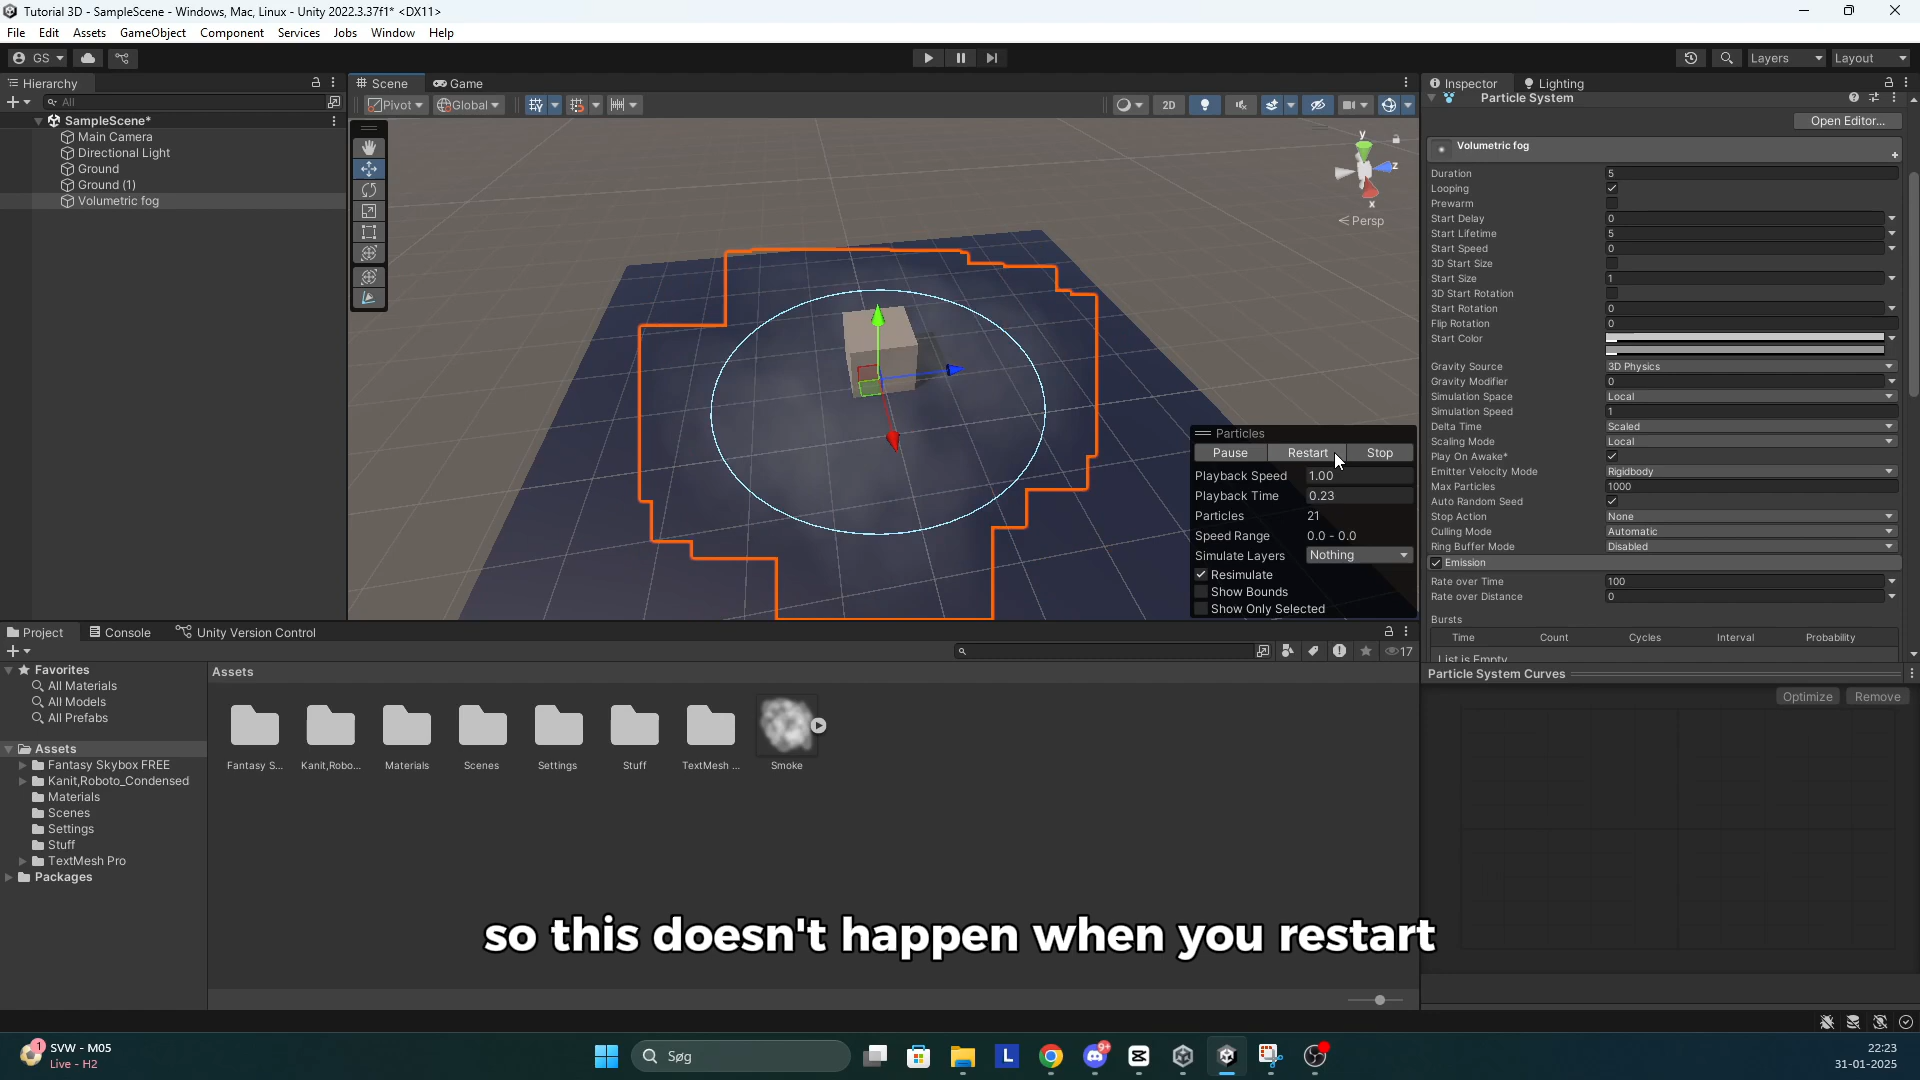 Tutorial 3D - SampleScene - Windows, Mac, Linux - Unity 2022.3.37f1* <DX11>
File Edit Assets GameObject Component Services Jobs Window Help
GS Layers Layout
Hierarchy
All
SampleScene*
Main Camera
Directional Light
Ground
Ground (1)
Volumetric fog
Scene Game
Pivot Global 2D
y
z
x
< Persp
Particles
Pause Restart Stop
Playback Speed 1.00
Playback Time 0.23
Particles 21
Speed Range 0.0 - 0.0
Simulate Layers Nothing
Resimulate
Show Bounds
Show Only Selected
Inspector Lighting
Particle System
Open Editor...
Volumetric fog
Duration 5
Looping
Prewarm
Start Delay 0
Start Lifetime 5
Start Speed 0
3D Start Size
Start Size 1
3D Start Rotation
Start Rotation 0
Flip Rotation 0
Start Color
Gravity Source 3D Physics
Gravity Modifier 0
Simulation Space Local
Simulation Speed 1
Delta Time Scaled
Scaling Mode Local
Play On Awake*
Emitter Velocity Mode Rigidbody
Max Particles 1000
Auto Random Seed
Stop Action None
Culling Mode Automatic
Ring Buffer Mode Disabled
Emission
Rate over Time 100
Rate over Distance 0
Bursts
Time Count Cycles Interval Probability
List is Empty
Particle System Curves
Optimize Remove
Project Console Unity Version Control
17
Favorites
All Materials
All Models
All Prefabs
Assets
Fantasy Skybox FREE
Kanit,Roboto_Condensed
Materials
Scenes
Settings
Stuff
TextMesh Pro
Packages
Assets
Fantasy S... Kanit,Robo... Materials Scenes Settings Stuff TextMesh ... Smoke
so this doesn't happen when you restart
1
SVW - M05
Live - H2
Søg
L
9+
22:23
31-01-2025